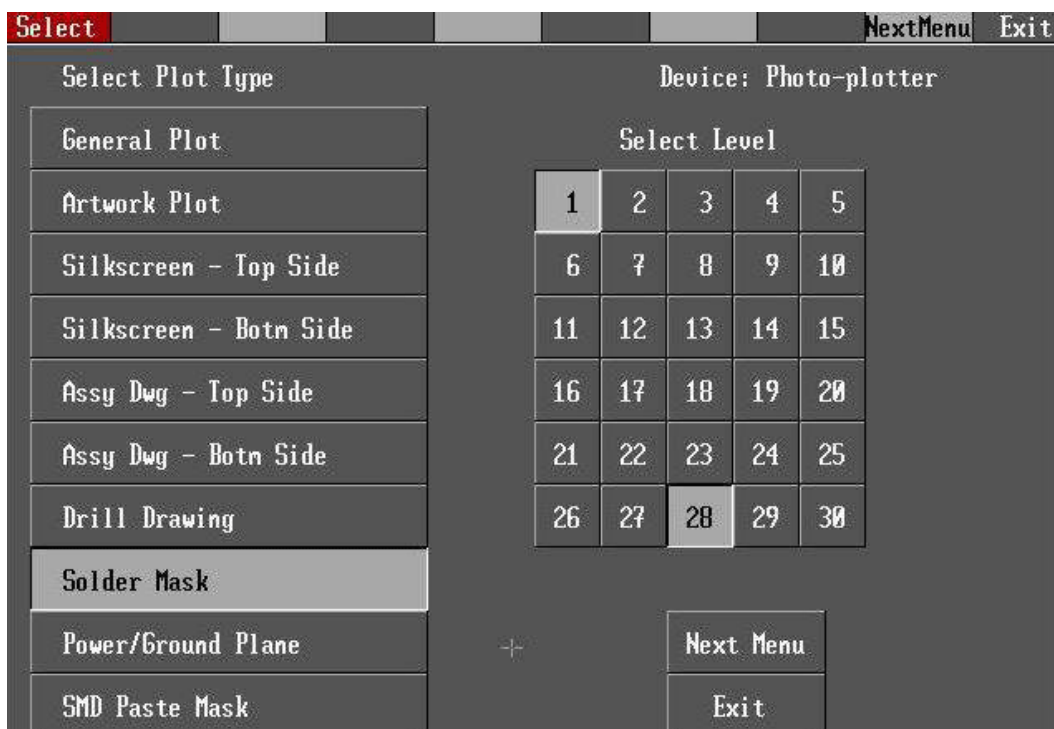 Select NextMenu Exit
Select Plot Type Device: Photo-plotter
General Plot
Select Level
Artwork Plot
1 2 3 4 5
Silkscreen - Top Side
6 7 8 9 10
Silkscreen - Botm Side
11 12 13 14 15
Assy Dwg - Top Side
16 17 18 19 20
Assy Dwg - Botm Side
21 22 23 24 25
Drill Drawing
26 27 28 29 30
Solder Mask
Power/Ground Plane
Next Menu
SMD Paste Mask
Exit